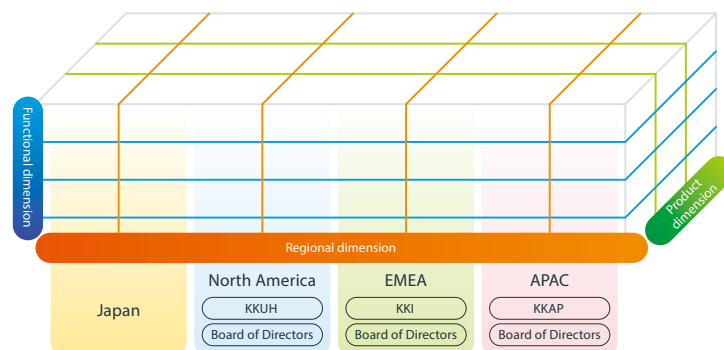 Functional dimension
Product
dimension
Regional dimension
Japan
North America
KKUH
Board of Directors
EMEA
KKI
Board of Directors
APAC
KKAP
Board of Directors